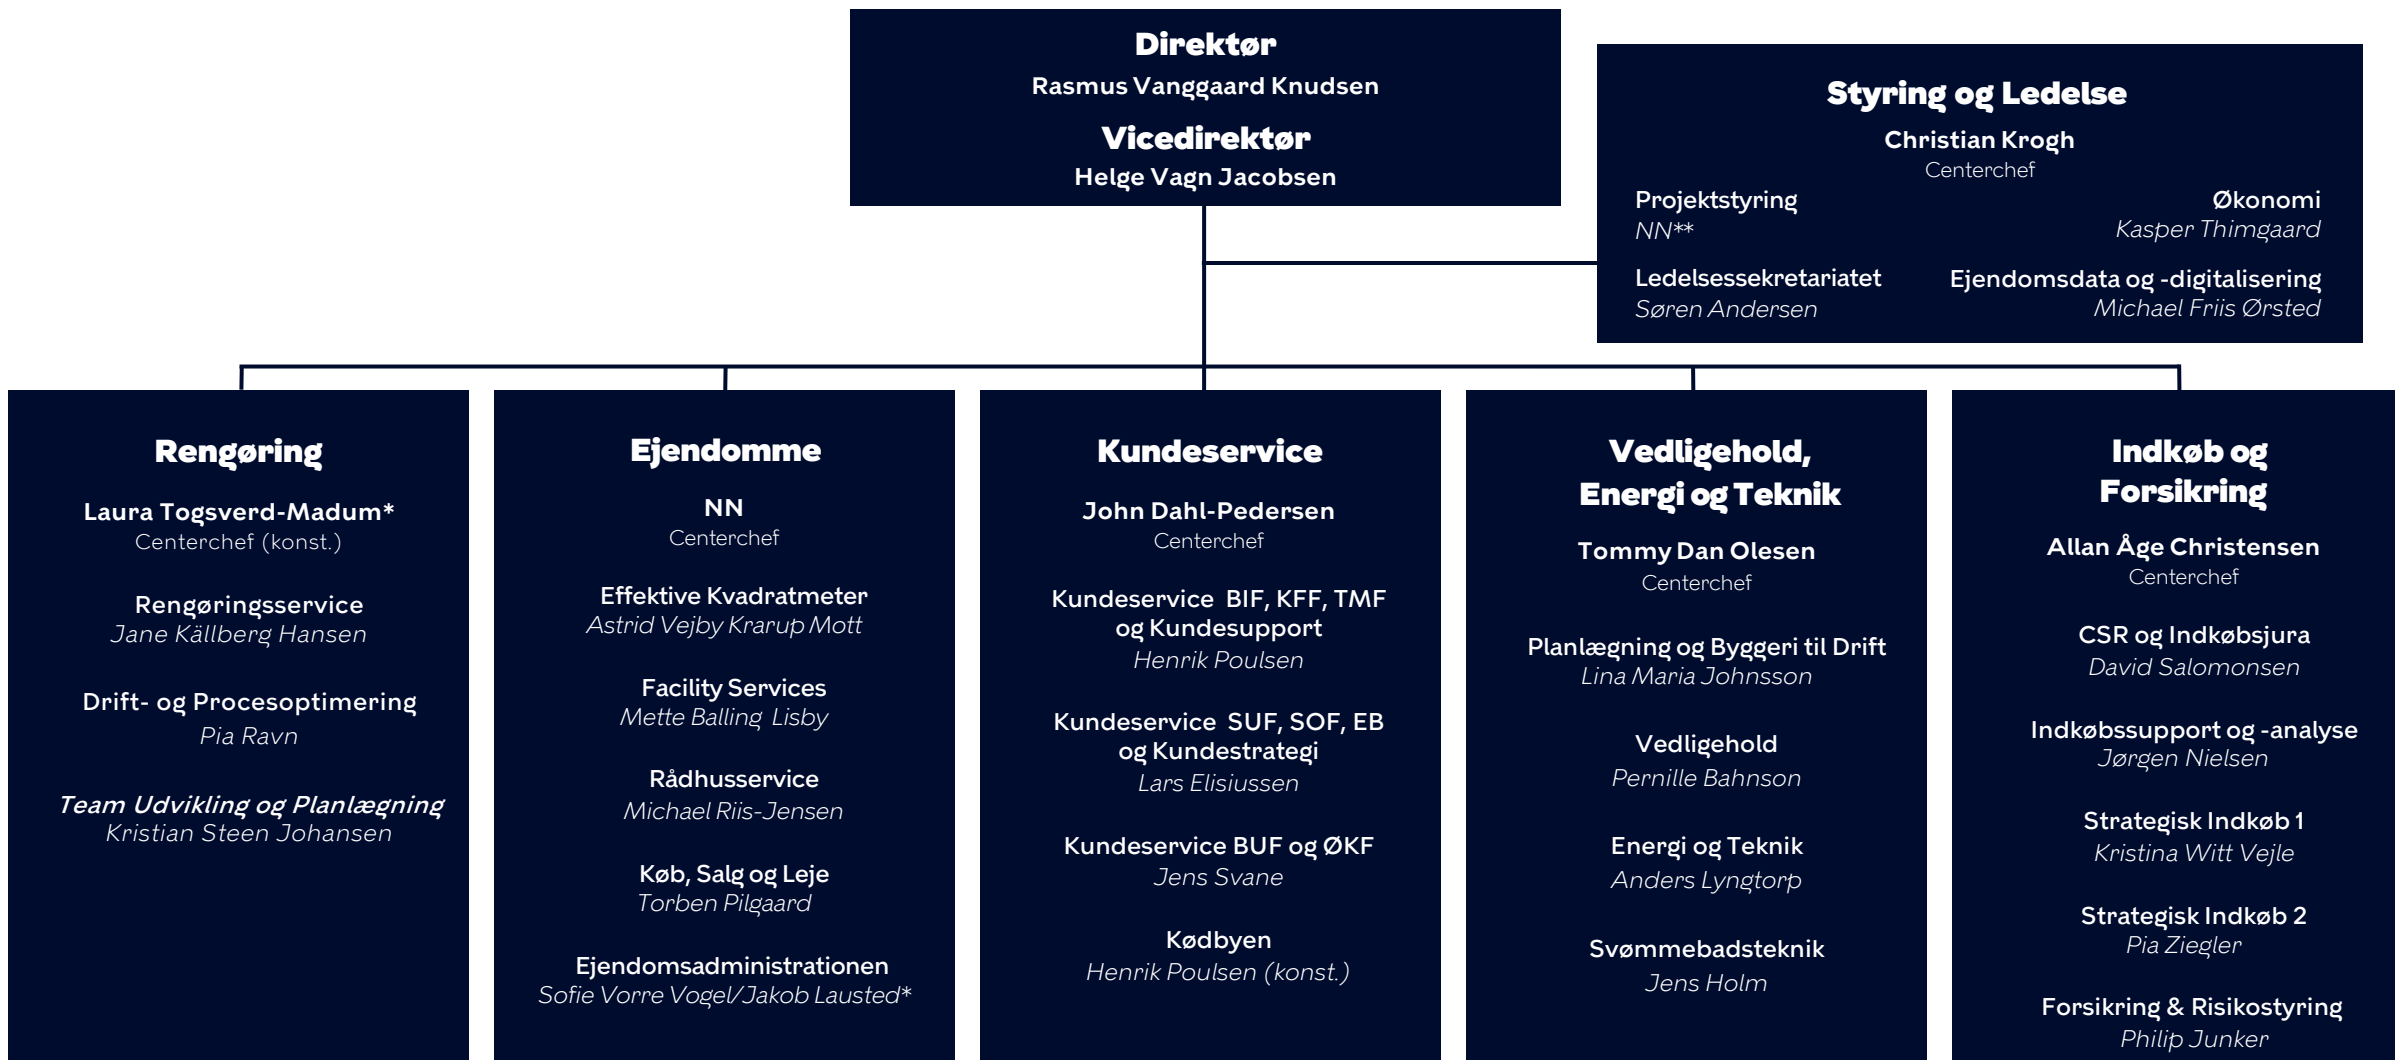 Direktør
Rasmus Vanggaard Knudsen
Vicedirektør
Helge Vagn Jacobsen
Styring og Ledelse
Christian Krogh
Centerchef
Projektstyring
NN**
Økonomi
Kasper Thimgaard
Ledelsessekretariatet
Søren Andersen
Ejendomsdata og -digitalisering
Michael Friis Ørsted
Rengøring
Laura Togsverd-Madum*
Centerchef (konst.)
Rengøringsservice
Jane Källberg Hansen
Drift- og Procesoptimering
Pia Ravn
Team Udvikling og Planlægning
Kristian Steen Johansen
Ejendomme
NN
Centerchef
Effektive Kvadratmeter
Astrid Vejby Krarup Mott
Facility Services
Mette Balling Lisby
Rådhusservice
Michael Riis-Jensen
Køb, Salg og Leje
Torben Pilgaard
Ejendomsadministrationen
Sofie Vorre Vogel/Jakob Lausted*
Kundeservice
John Dahl-Pedersen
Centerchef
Kundeservice BIF, KFF, TMF
og Kundesupport
Henrik Poulsen
Kundeservice SUF, SOF, EB
og Kundestrategi
Lars Elisiussen
Kundeservice BUF og ØKF
Jens Svane
Kødbyen
Henrik Poulsen (konst.)
Vedligehold,
Energi og Teknik
Tommy Dan Olesen
Centerchef
Planlægning og Byggeri til Drift
Lina Maria Johnsson
Vedligehold
Pernille Bahnson
Energi og Teknik
Anders Lyngtorp
Svømmebadsteknik
Jens Holm
Indkøb og
Forsikring
Allan Åge Christensen
Centerchef
CSR og Indkøbsjura
David Salomonsen
Indkøbssupport og -analyse
Jørgen Nielsen
Strategisk Indkøb 1
Kristina Witt Vejle
Strategisk Indkøb 2
Pia Ziegler
Forsikring & Risikostyring
Philip Junker